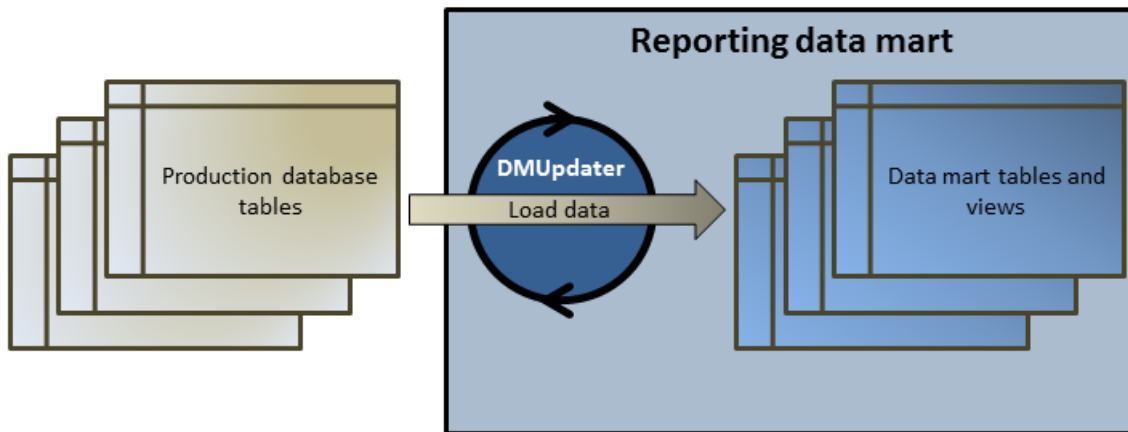 Reporting data mart
Production database
tables
DMUpdater
Load data
Data mart tables and
views